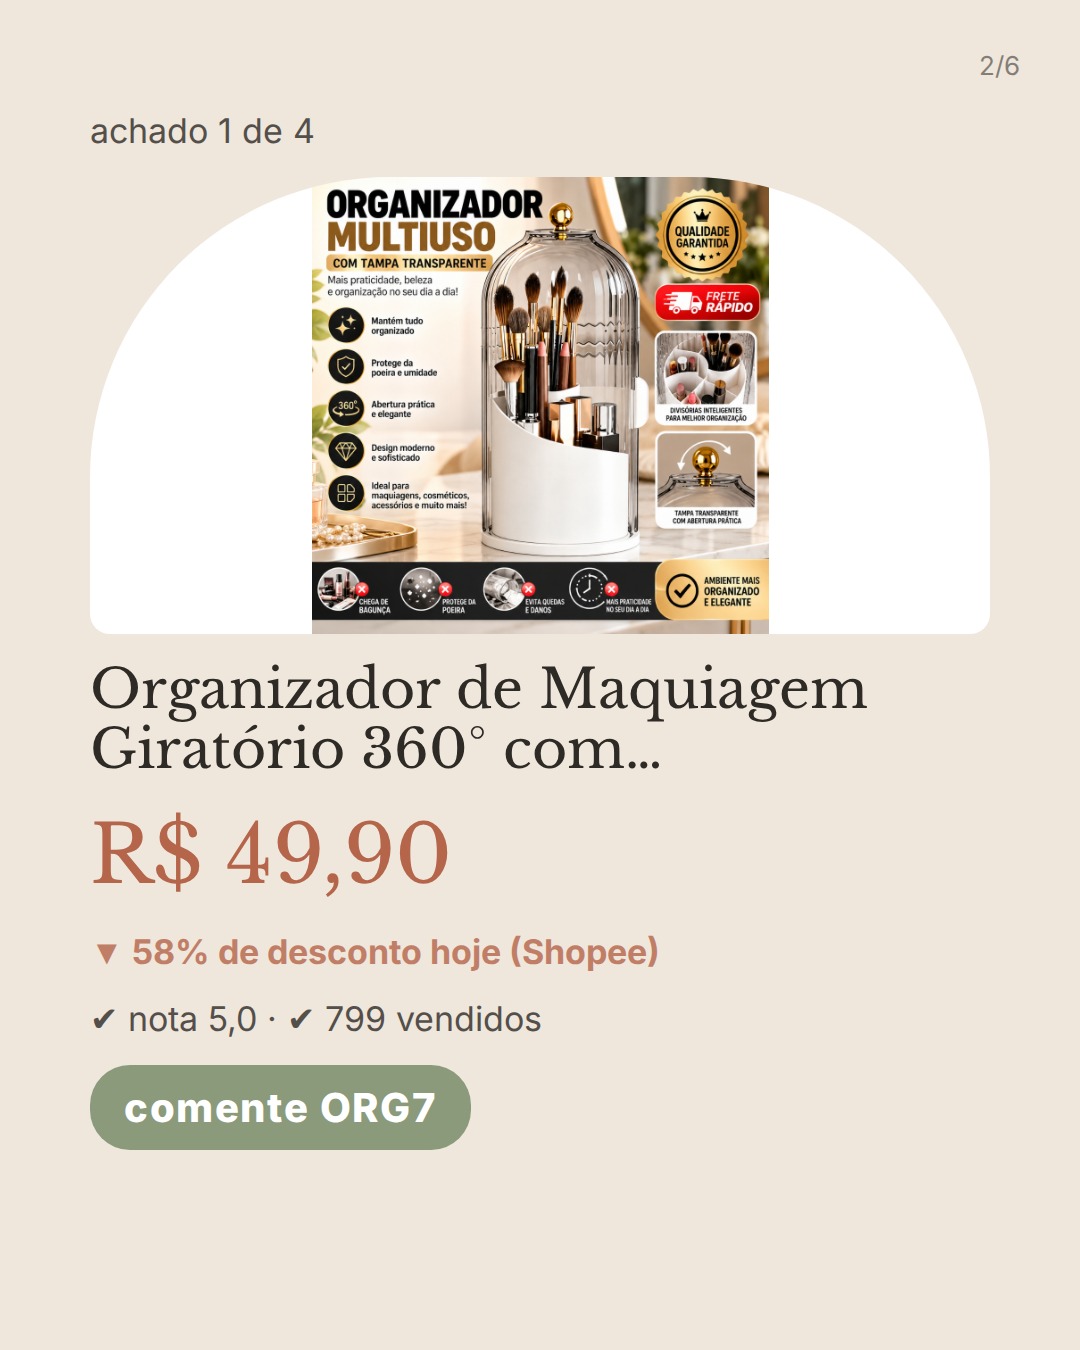 2/6
achado 1 de 4
ORGANIZADOR
MULTIUSO
COM TAMPA TRANSPARENTE
Mais praticidade, beleza
e organização no seu dia a dia!
Mantém tudo
organizado
Protege da
poeira e umidade
360°
Abertura prática
e elegante
Design moderno
e sofisticado
Ideal para
maquiagens, cosméticos,
acessórios e muito mais!
QUALIDADE
GARANTIDA
FRETE
RÁPIDO
DIVISÓRIAS INTELIGENTES
PARA MELHOR ORGANIZAÇÃO
TAMPA TRANSPARENTE
COM ABERTURA PRÁTICA
CHEGA DE
BAGUNÇA
PROTEGE DA
POEIRA
EVITA QUEDAS
E DANOS
MAIS PRATICIDADE
NO SEU DIA A DIA
AMBIENTE MAIS
ORGANIZADO
E ELEGANTE
Organizador de Maquiagem
Giratório 360° com...
R$ 49,90
▼ 58% de desconto hoje (Shopee)
✔ nota 5,0 · ✔ 799 vendidos
comente ORG7